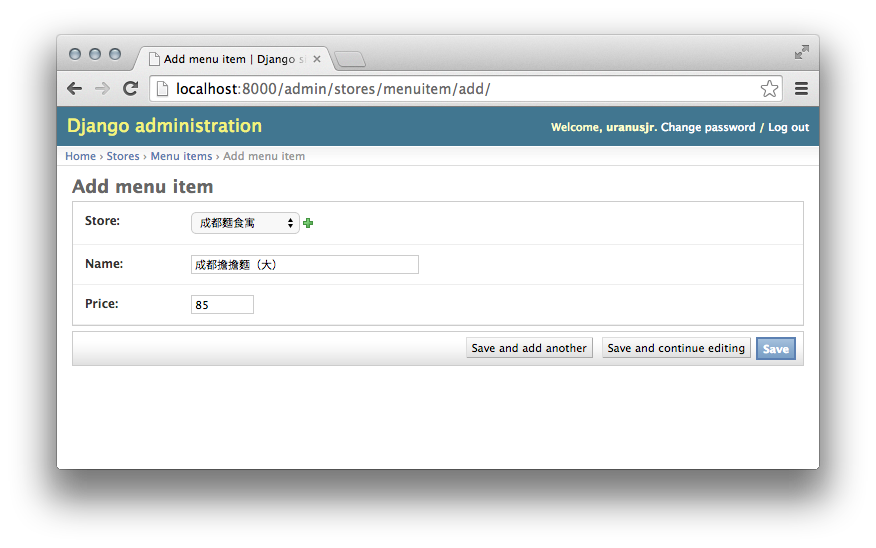 Add menu item | Django s
localhost:8000/admin/stores/menuitem/add/
Django administration
Welcome, uranusjr. Change password / Log out
Home › Stores › Menu items › Add menu item
Add menu item
Store: 成都麵食寓
Name: 成都擔擔麵（大）
Price: 85
Save and add another Save and continue editing Save